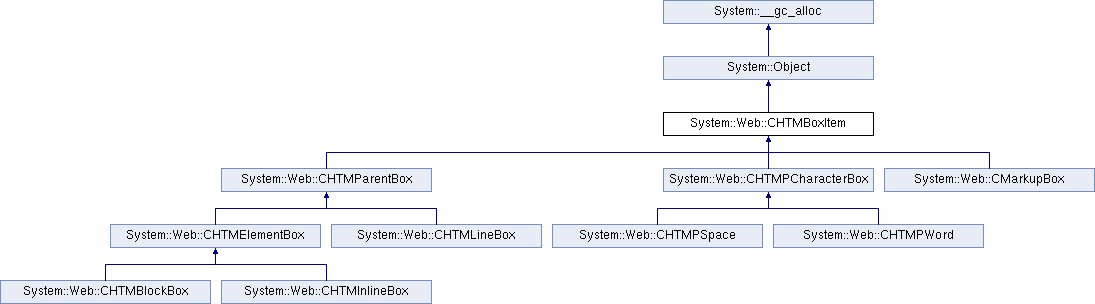 System::__gc_alloc
System::Object
System::Web::CHTMBoxItem
System::Web::CHTMParentBox
System::Web::CHTMPCharacterBox
System::Web::CMarkupBox
System::Web::CHTMElementBox
System::Web::CHTMLineBox
System::Web::CHTMPSpace
System::Web::CHTMPWord
System::Web::CHTMBlockBox
System::Web::CHTMInlineBox